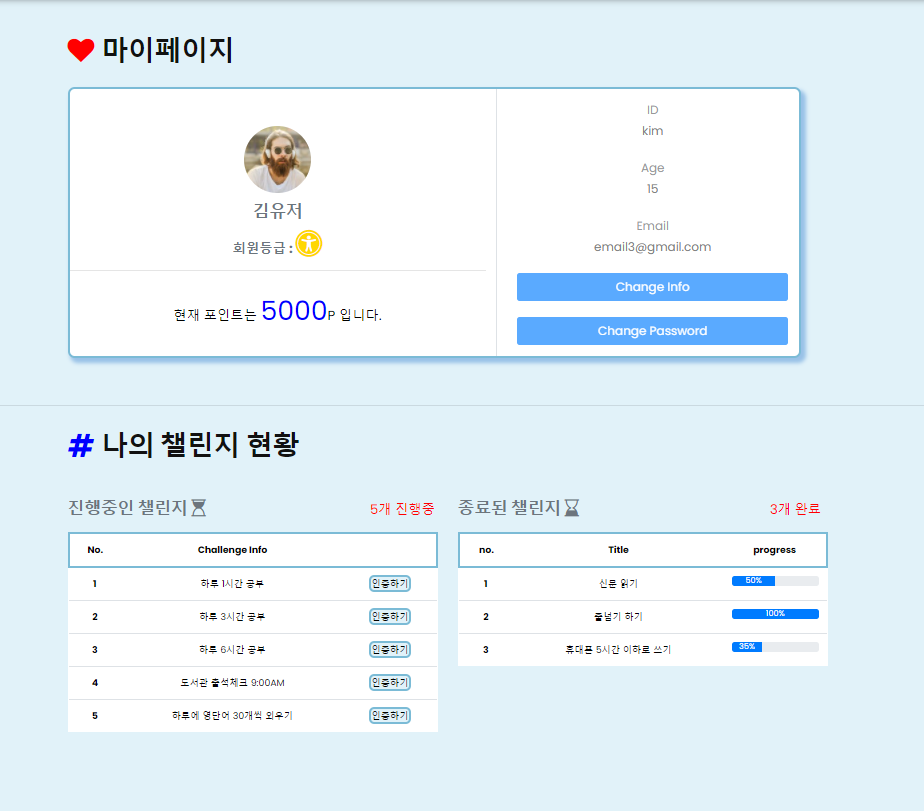 마이페이지
김유저
회원등급 :
현재 포인트는 5000P 입니다.
ID
kim
Age
15
Email
email3@gmail.com
Change Info
Change Password
# 나의 챌린지 현황
진행중인 챌린지
5개 진행중
No. Challenge Info
1 하루 1시간 공부 인증하기
2 하루 3시간 공부 인증하기
3 하루 6시간 공부 인증하기
4 도서관 출석체크 9:00AM 인증하기
5 하루에 영단어 30개씩 외우기 인증하기
종료된 챌린지
3개 완료
no. Title progress
1 신문 읽기 50%
2 줄넘기 하기 100%
3 휴대폰 5시간 이하로 쓰기 35%